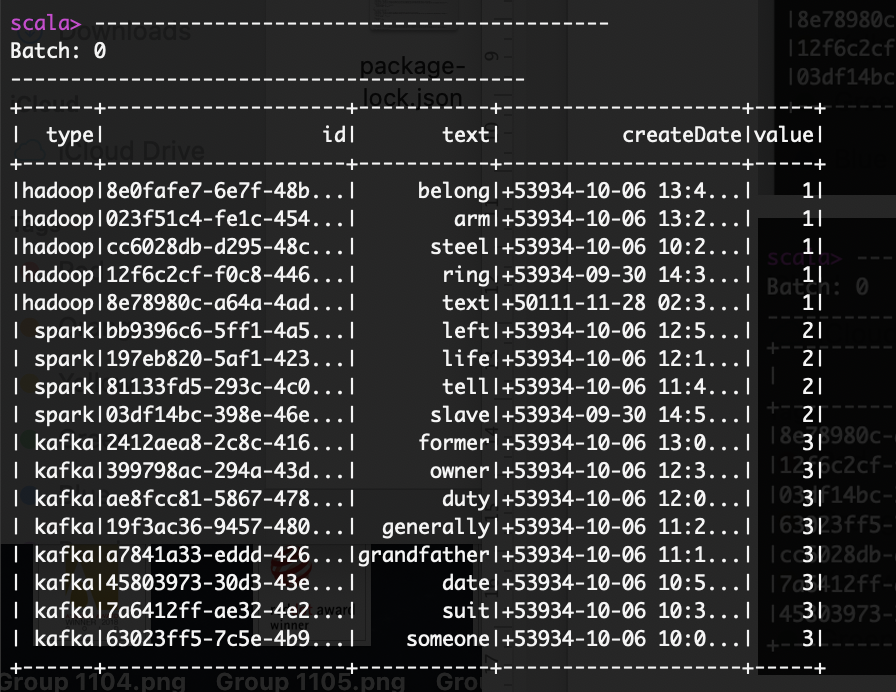 scala> -------------------------------------------
Batch: 0
-------------------------------------------
+------+--------------------+-----------+--------------------+-----+
|  type|                  id|       text|          createDate|value|
+------+--------------------+-----------+--------------------+-----+
|hadoop|8e0fafe7-6e7f-48b...|     belong|+53934-10-06 13:4...|    1|
|hadoop|023f51c4-fe1c-454...|        arm|+53934-10-06 13:2...|    1|
|hadoop|cc6028db-d295-48c...|      steel|+53934-10-06 10:2...|    1|
|hadoop|12f6c2cf-f0c8-446...|       ring|+53934-09-30 14:3...|    1|
|hadoop|8e78980c-a64a-4ad...|       text|+50111-11-28 02:3...|    1|
| spark|bb9396c6-5ff1-4a5...|       left|+53934-10-06 12:5...|    2|
| spark|197eb820-5af1-423...|       life|+53934-10-06 12:1...|    2|
| spark|81133fd5-293c-4c0...|       tell|+53934-10-06 11:4...|    2|
| spark|03df14bc-398e-46e...|      slave|+53934-09-30 14:5...|    2|
| kafka|2412aea8-2c8c-416...|     former|+53934-10-06 13:0...|    3|
| kafka|399798ac-294a-43d...|      owner|+53934-10-06 12:3...|    3|
| kafka|ae8fcc81-5867-478...|       duty|+53934-10-06 12:0...|    3|
| kafka|19f3ac36-9457-480...|  generally|+53934-10-06 11:2...|    3|
| kafka|a7841a33-eddd-426...|grandfather|+53934-10-06 11:1...|    3|
| kafka|45803973-30d3-43e...|       date|+53934-10-06 10:5...|    3|
| kafka|7a6412ff-ae32-4e2...|       suit|+53934-10-06 10:3...|    3|
| kafka|63023ff5-7c5e-4b9...|    someone|+53934-10-06 10:0...|    3|
+------+--------------------+-----------+--------------------+-----+
Downloads
package-
lock.json
iCloud
iCloud Drive
award
winner
Group 1104.png
Group 1105.png
|8e78980c
|12f6c2cf
|03df14bc
scala> ---
Batch: 0
|8e78980c-
|12f6c2cf-
|03df14bc-
|63023ff5-
|cc6028db-
|7a6412ff-
|45803973-